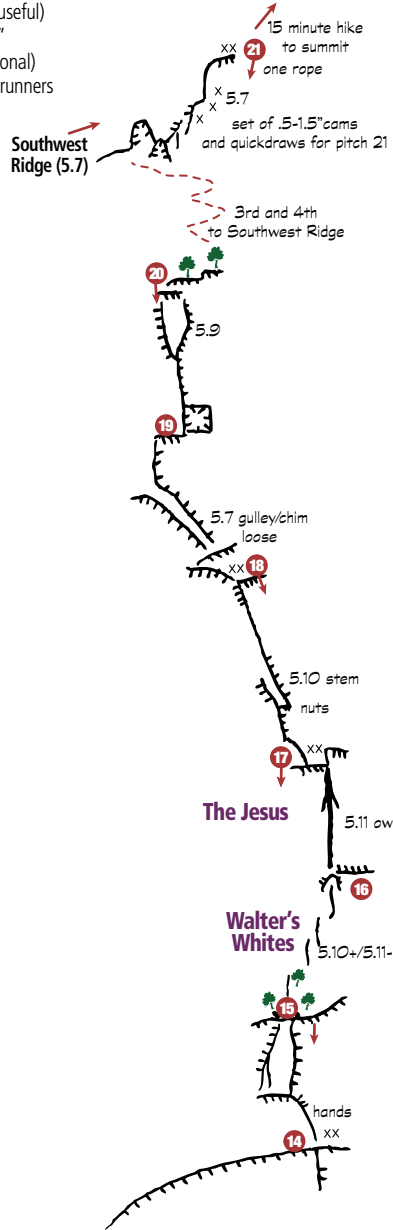 useful)
"
onal)
runners
15 minute hike
to summit
xx
21
one rope
x
5.7
x
x
set of .5-1.5"cams
and quickdraws for pitch 21
Southwest
Ridge (5.7)
3rd and 4th
to Southwest Ridge
20
5.9
19
5.7 gulley/chim
loose
xx
18
5.10 stem
nuts
xx
17
The Jesus
5.11 ow
16
Walter's
Whites
5.10+/5.11-
15
hands
xx
14